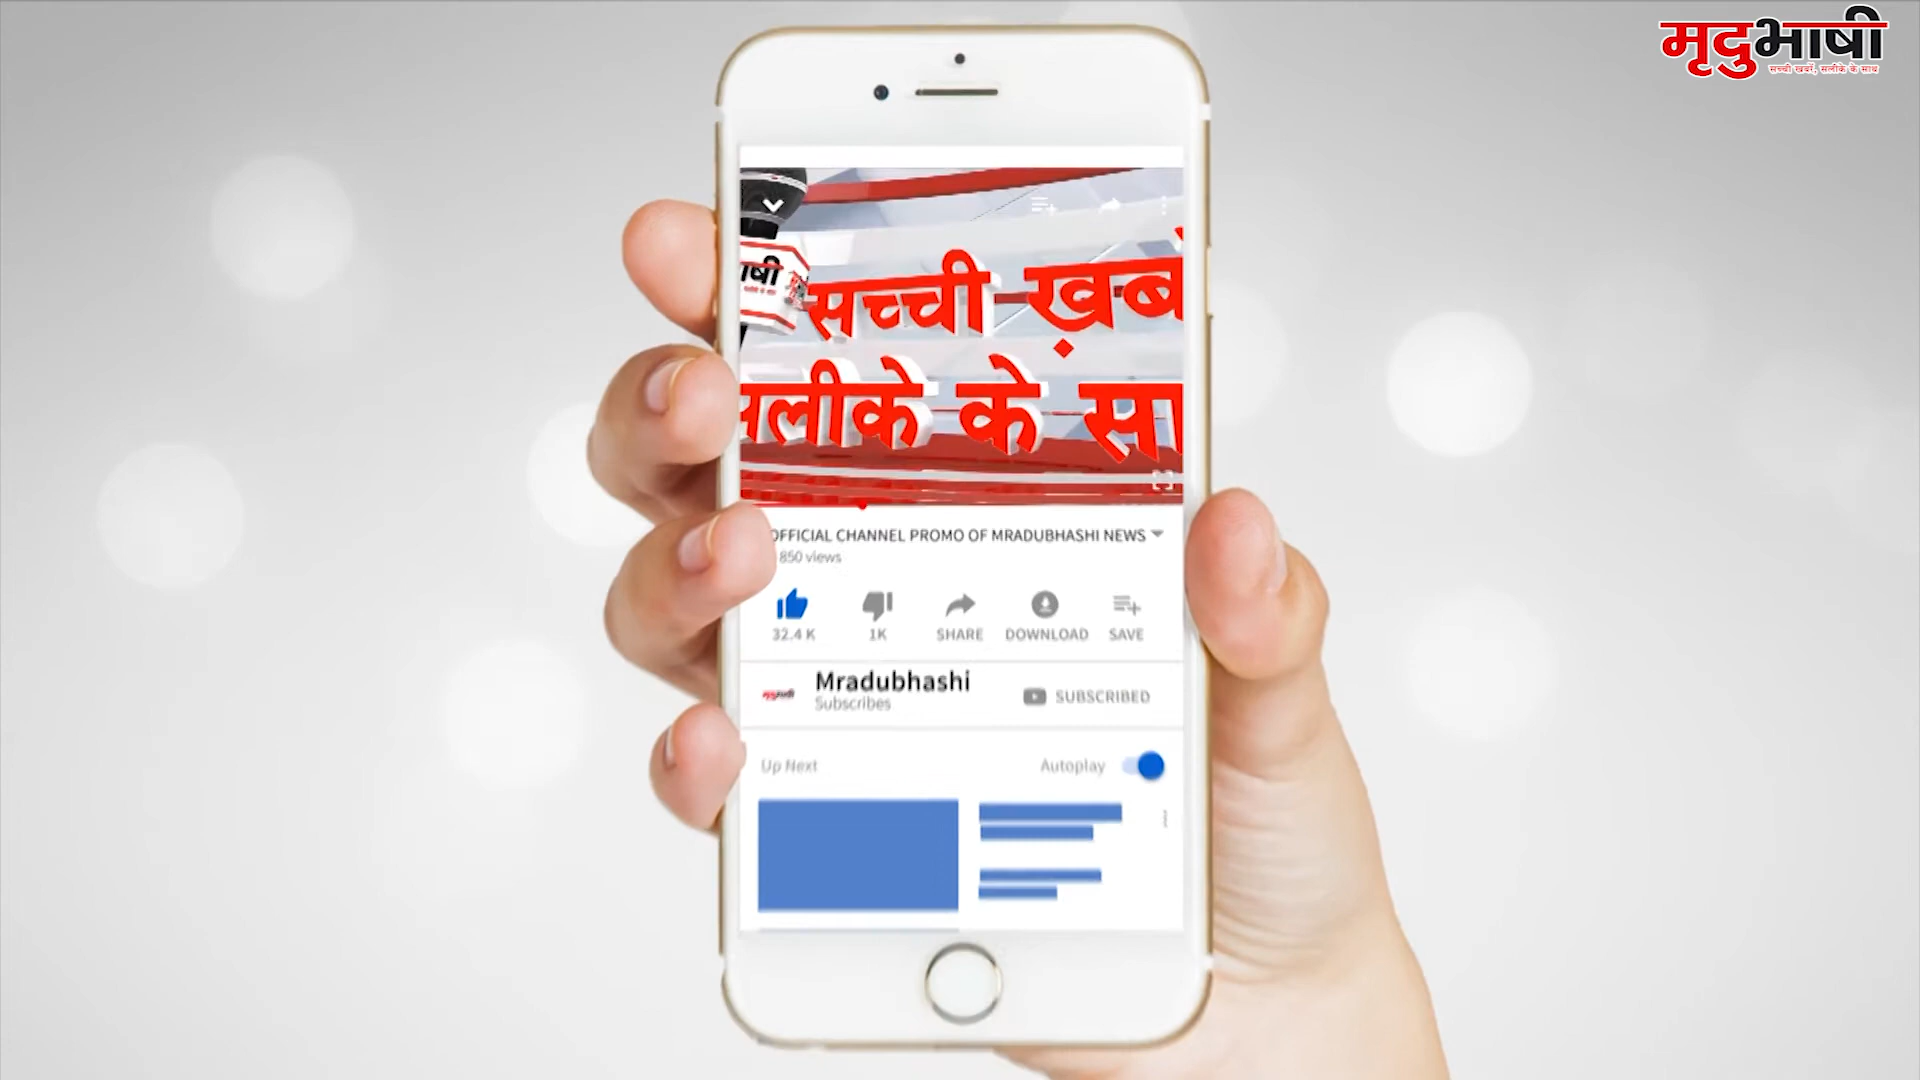 मृदुभाषी
सच्ची खबरें, सलीके के साथ
सच्ची ख़बरें
सलीके के सा
षी
OFFICIAL CHANNEL PROMO OF MRADUBHASHI NEWS
850 views
32.4 K
1K
SHARE
DOWNLOAD
SAVE
मृदुभाषी
Mradubhashi
Subscribes
SUBSCRIBED
Up Next
Autoplay